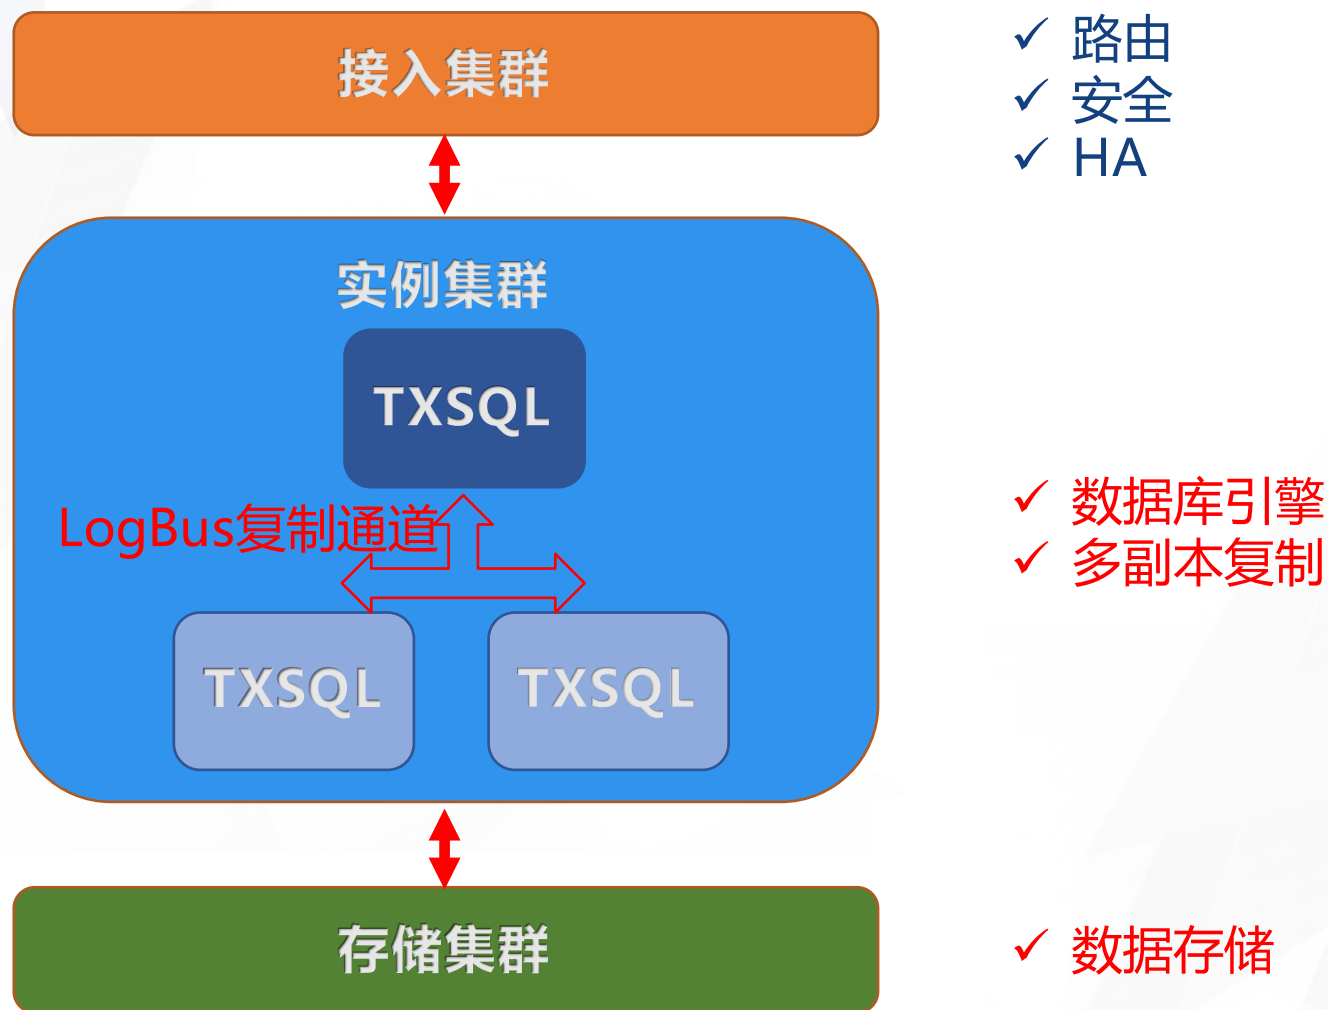 接入集群
✓ 路由
✓ 安全
✓ HA
实例集群
TXSQL
LogBus复制通道
✓ 数据库引擎
✓ 多副本复制
TXSQL
TXSQL
存储集群
✓ 数据存储